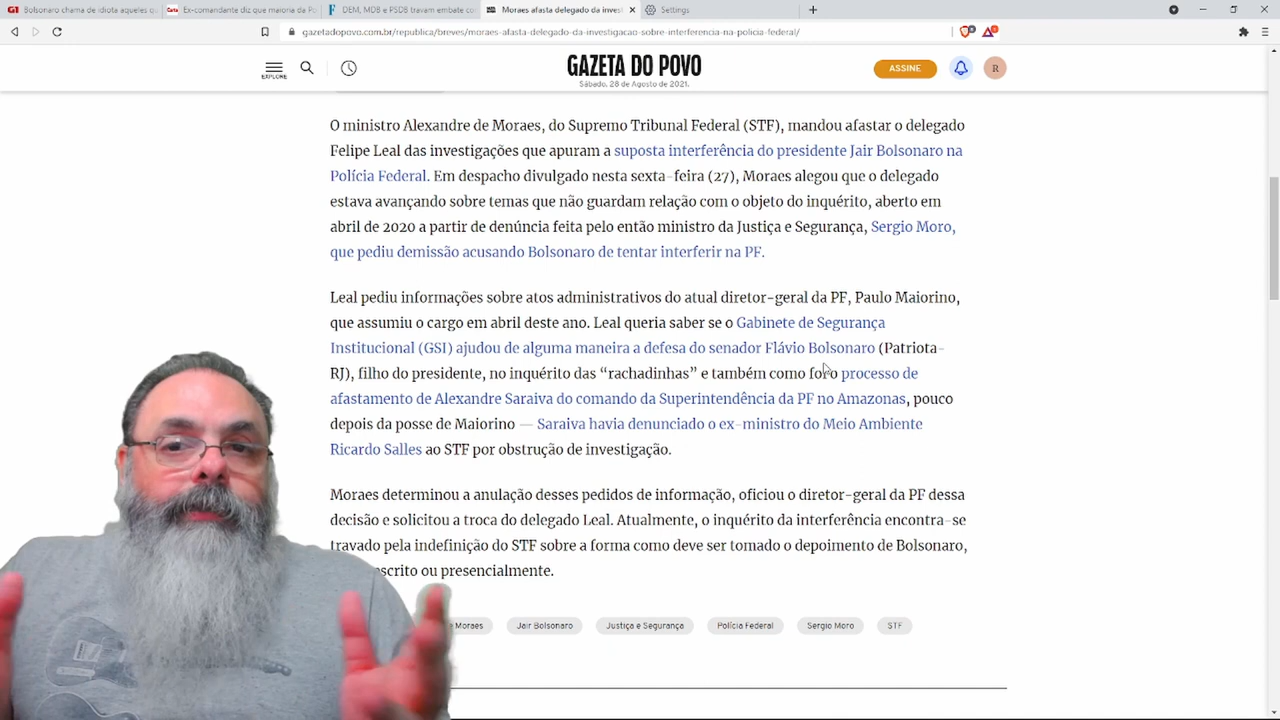 Bolsonaro chama de idiota aqueles q
Ex-comandante diz que maioria da Po
DEM, MDB e PSDB travam embate co
Moraes afasta delegado da invest
Settings
gazetadopovo.com.br/republica/breves/moraes-afasta-delegado-da-investigacao-sobre-interferencia-na-policia-federal/
EXPLORE
GAZETA DO POVO
Sábado, 28 de Agosto de 2021.
ASSINE
R
O ministro Alexandre de Moraes, do Supremo Tribunal Federal (STF), mandou afastar o delegado
Felipe Leal das investigações que apuram a suposta interferência do presidente Jair Bolsonaro na
Polícia Federal. Em despacho divulgado nesta sexta-feira (27), Moraes alegou que o delegado
estava avançando sobre temas que não guardam relação com o objeto do inquérito, aberto em
abril de 2020 a partir de denúncia feita pelo então ministro da Justiça e Segurança, Sergio Moro,
que pediu demissão acusando Bolsonaro de tentar interferir na PF.
Leal pediu informações sobre atos administrativos do atual diretor-geral da PF, Paulo Maiorino,
que assumiu o cargo em abril deste ano. Leal queria saber se o Gabinete de Segurança
Institucional (GSI) ajudou de alguma maneira a defesa do senador Flávio Bolsonaro (Patriota-
RJ), filho do presidente, no inquérito das “rachadinhas” e também como foi o processo de
afastamento de Alexandre Saraiva do comando da Superintendência da PF no Amazonas, pouco
depois da posse de Maiorino — Saraiva havia denunciado o ex-ministro do Meio Ambiente
Ricardo Salles ao STF por obstrução de investigação.
Moraes determinou a anulação desses pedidos de informação, oficiou o diretor-geral da PF dessa
decisão e solicitou a troca do delegado Leal. Atualmente, o inquérito da interferência encontra-se
travado pela indefinição do STF sobre a forma como deve ser tomado o depoimento de Bolsonaro,
escrito ou presencialmente.
Moraes
Jair Bolsonaro
Justiça e Segurança
Polícia Federal
Sergio Moro
STF